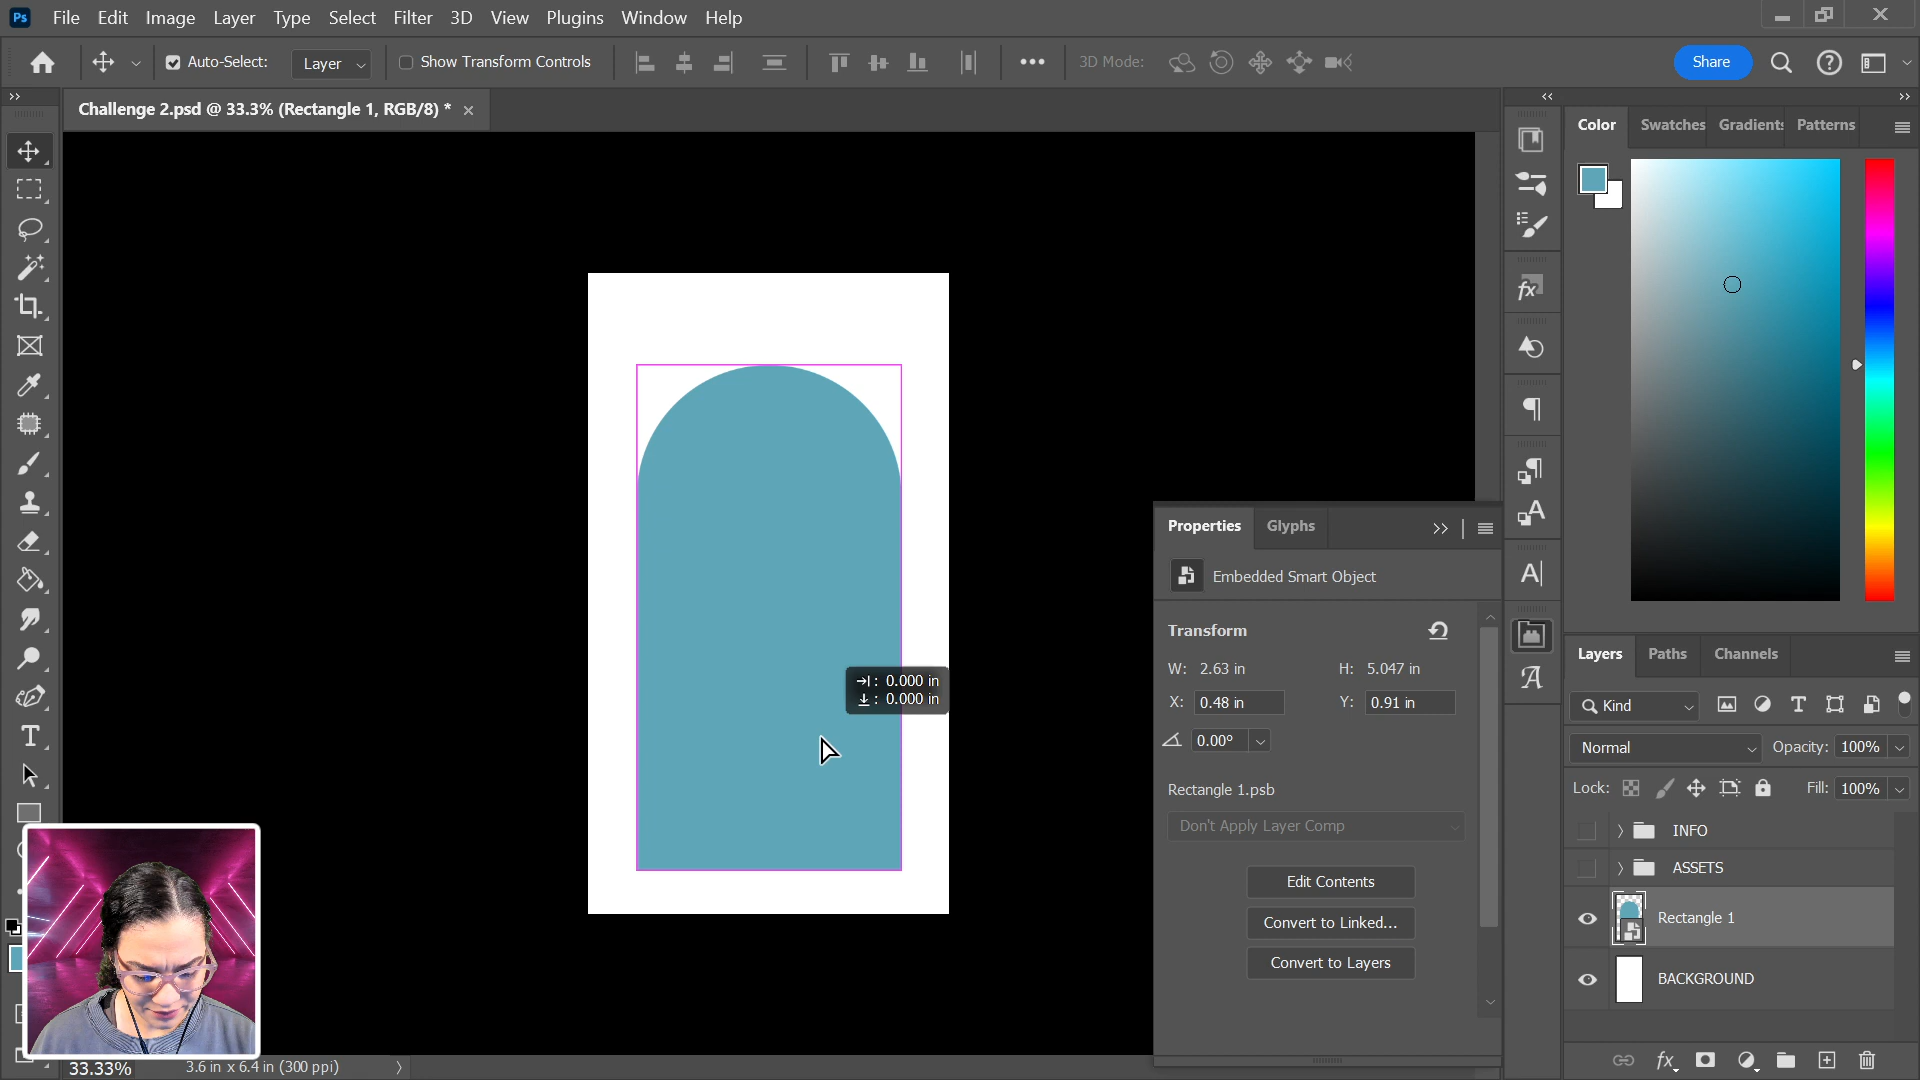 Ps File Edit Image Layer Type Select Filter 3D View Plugins Window Help
Auto-Select: Layer Show Transform Controls 3D Mode: Share
Challenge 2.psd @ 33.3% (Rectangle 1, RGB/8) *
Color Swatches Gradients Patterns
→|: 0.000 in
0.000 in
Properties Glyphs
Embedded Smart Object
Transform
W: 2.63 in H: 5.047 in
X: 0.48 in Y: 0.91 in
0.00°
Rectangle 1.psb
Don't Apply Layer Comp
Edit Contents
Convert to Linked...
Convert to Layers
Layers Paths Channels
Kind
Normal Opacity: 100%
Lock: Fill: 100%
INFO
ASSETS
Rectangle 1
BACKGROUND
33.33% 3.6 in x 6.4 in (300 ppi)